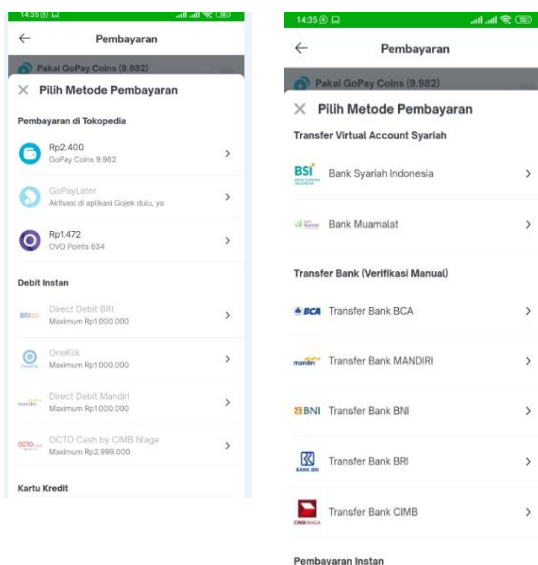 14:35
Pembayaran
Pakai GoPay Coins (9.982)
Pilih Metode Pembayaran
Pembayaran di Tokopedia
Rp2.400
GoPay Coins 9.982
GoPayLater
Aktivasi di aplikasi Gojek dulu, ya
Rp1.472
OVO Points 634
Debit Instan
Direct Debit BRI
Maximum Rp1.000.000
OneKlik
Maximum Rp1.000.000
mandiri
Direct Debit Mandiri
Maximum Rp1.000.000
OCTO
OCTO Cash by CIMB Niaga
Maximum Rp2.999.000
Kartu Kredit
14:35
Pembayaran
Pakai GoPay Coins (9.982)
Pilih Metode Pembayaran
Transfer Virtual Account Syariah
BSI
Bank Syariah Indonesia
Bank Muamalat
Transfer Bank (Verifikasi Manual)
BCA
Transfer Bank BCA
mandiri
Transfer Bank MANDIRI
BNI
Transfer Bank BNI
BANK BRI
Transfer Bank BRI
CIMB NIAGA
Transfer Bank CIMB
Pembayaran Instan